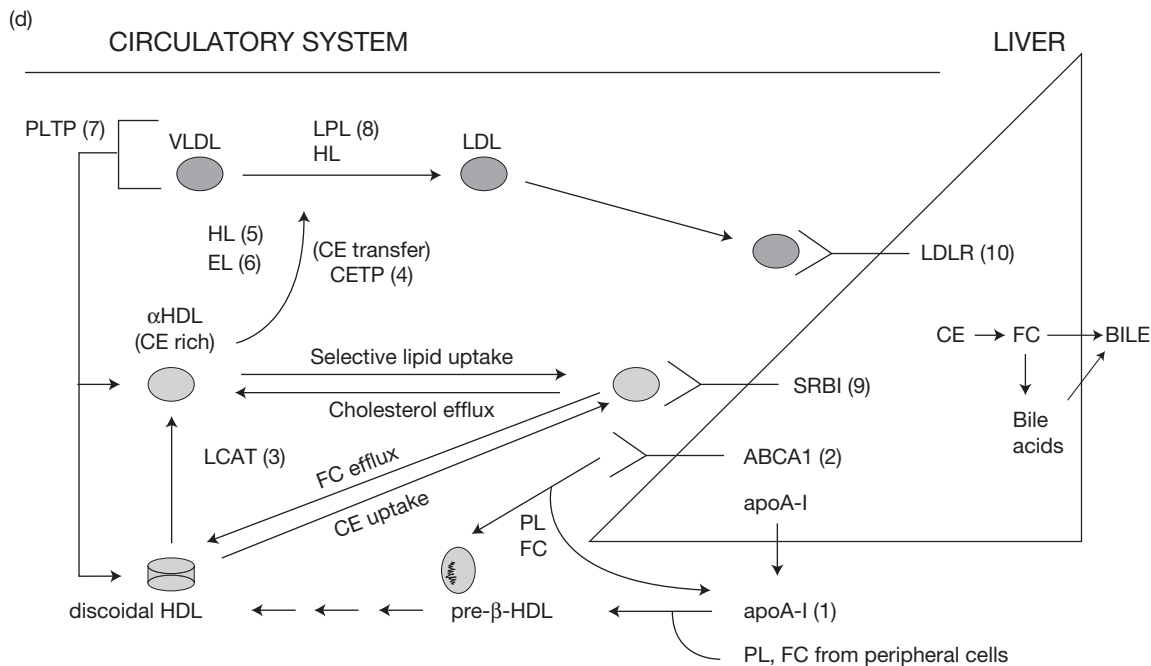 (d)
CIRCULATORY SYSTEM
LIVER
PLTP (7)
VLDL
LPL (8)
HL
LDL
HL (5)
EL (6)
(CE transfer)
CETP (4)
LDLR (10)
αHDL
(CE rich)
Selective lipid uptake
Cholesterol efflux
SRBI (9)
CE
FC
BILE
Bile
acids
LCAT (3)
FC efflux
CE uptake
ABCA1 (2)
PL
FC
apoA-I
discoidal HDL
pre-β-HDL
apoA-I (1)
PL, FC from peripheral cells